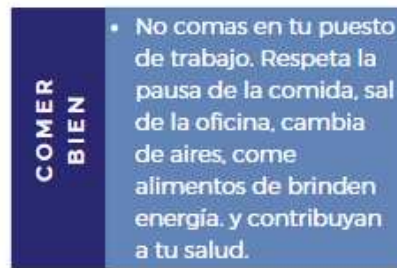 COMER
BIEN
• No comas en tu puesto
de trabajo. Respeta la
pausa de la comida, sal
de la oficina, cambia
de aires, come
alimentos de brinden
energía. y contribuyan
a tu salud.